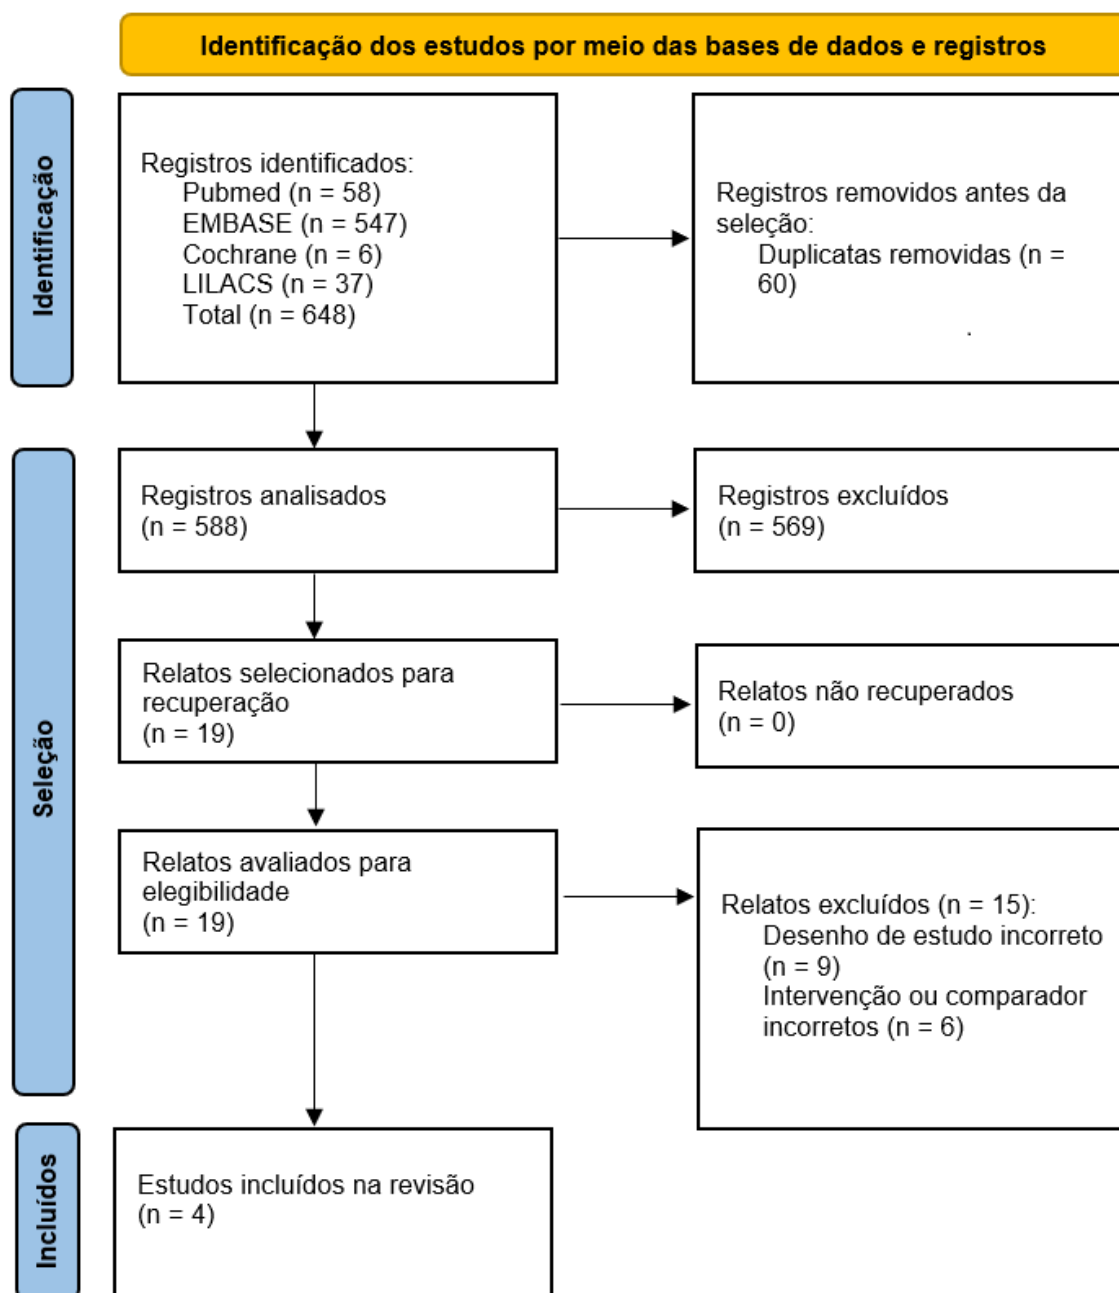 Identificação dos estudos por meio das bases de dados e registros
Identificação
Registros identificados:
Pubmed (n = 58)
EMBASE (n = 547)
Cochrane (n = 6)
LILACS (n = 37)
Total (n = 648)
Registros removidos antes da
seleção:
Duplicatas removidas (n =
60)
.
Seleção
Registros analisados
(n = 588)
Registros excluídos
(n = 569)
Relatos selecionados para
recuperação
(n = 19)
Relatos não recuperados
(n = 0)
Relatos avaliados para
elegibilidade
(n = 19)
Relatos excluídos (n = 15):
Desenho de estudo incorreto
(n = 9)
Intervenção ou comparador
incorretos (n = 6)
Incluídos
Estudos incluídos na revisão
(n = 4)